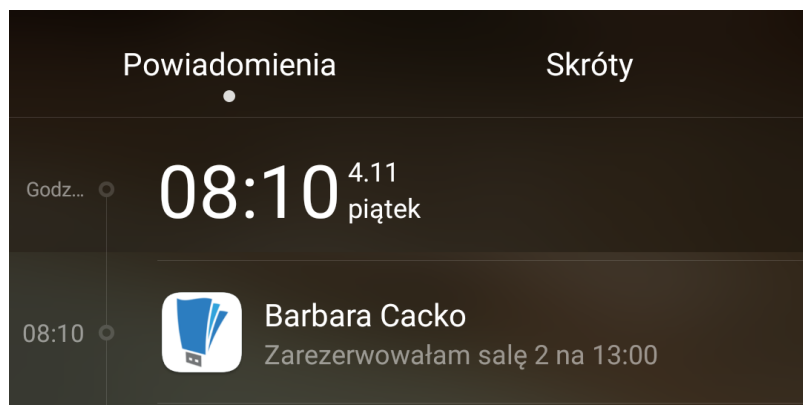 Powiadomienia Skróty
Godz... 08:10 4.11
piątek
08:10 Barbara Cacko
Zarezerwowałam salę 2 na 13:00